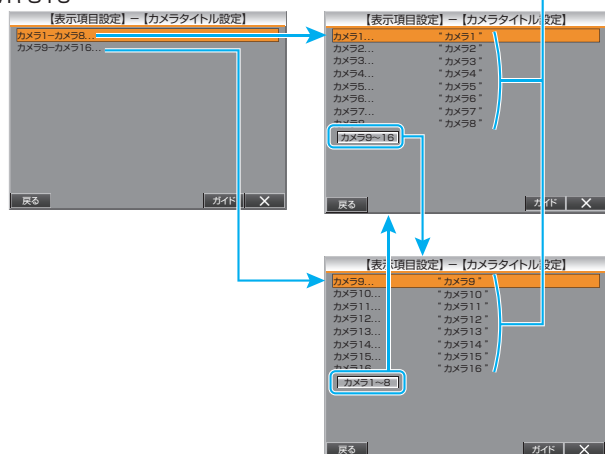 【表示項目設定】－【カメラタイトル設定】
カメラ1－カメラ8...
カメラ9－カメラ16...
戻る
ガイド
×
【表示項目設定】－【カメラタイトル設定】
カメラ1... "カメラ1"
カメラ2... "カメラ2"
カメラ3... "カメラ3"
カメラ4... "カメラ4"
カメラ5... "カメラ5"
カメラ6... "カメラ6"
カメラ7... "カメラ7"
カメラ8... "カメラ8"
カメラ9～16
戻る
ガイド
×
【表示項目設定】－【カメラタイトル設定】
カメラ9... "カメラ9"
カメラ10... "カメラ10"
カメラ11... "カメラ11"
カメラ12... "カメラ12"
カメラ13... "カメラ13"
カメラ14... "カメラ14"
カメラ15... "カメラ15"
カメラ16... "カメラ16"
カメラ1～8
戻る
ガイド
×